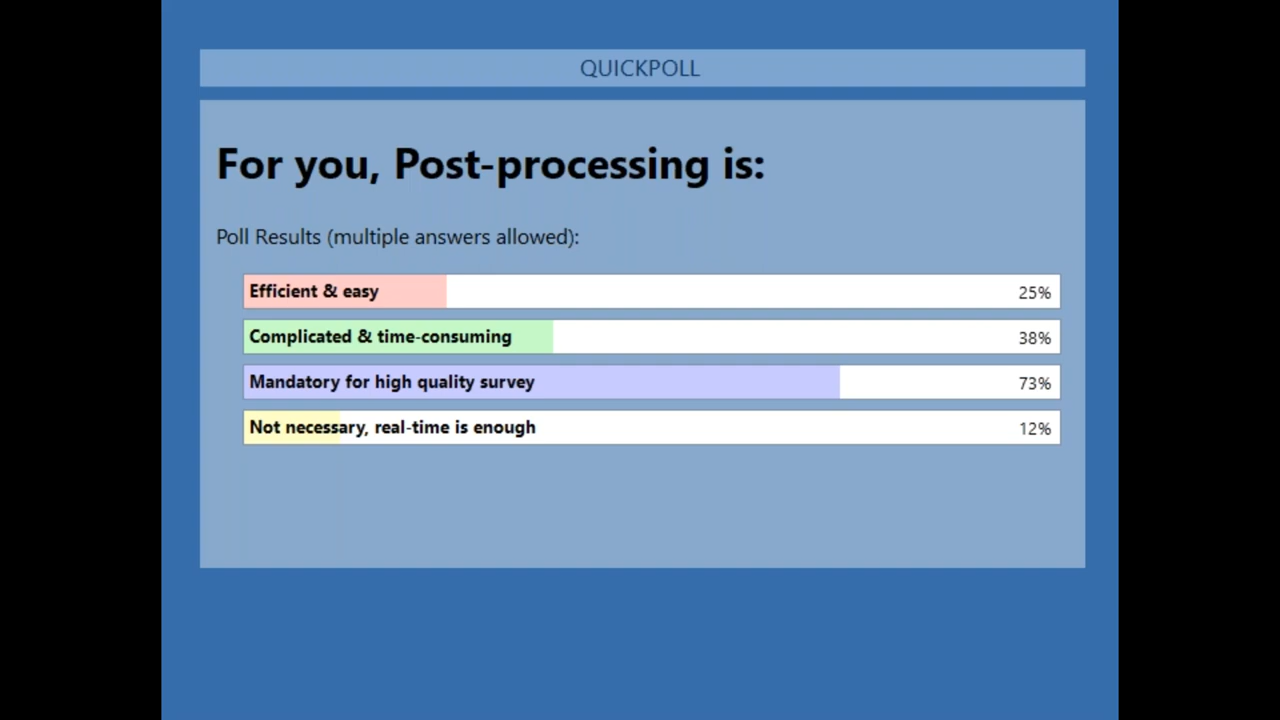 QUICKPOLL
For you, Post-processing is:
Poll Results (multiple answers allowed):
Efficient & easy 25%
Complicated & time-consuming 38%
Mandatory for high quality survey 73%
Not necessary, real-time is enough 12%